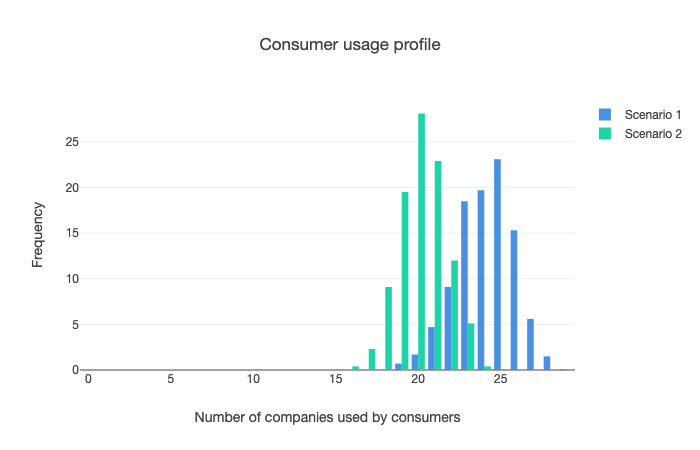 Consumer usage profile
Scenario 1
Scenario 2
Frequency
25
20
15
10
5
0
0 5 10 15 20 25
Number of companies used by consumers